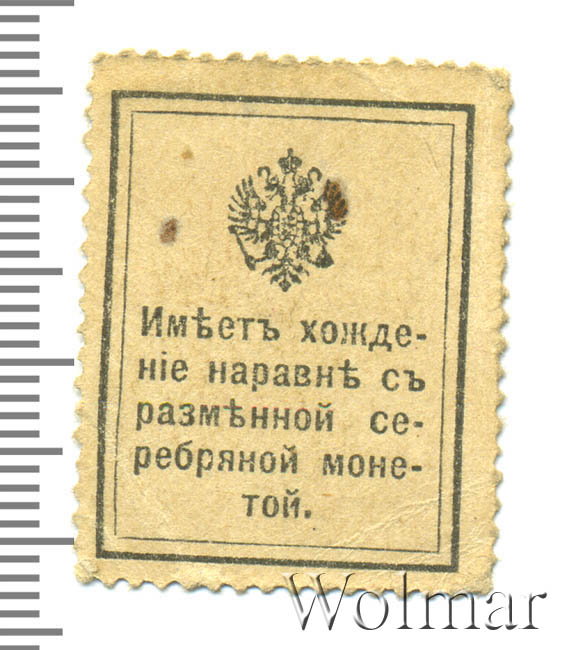 Имѣетъ хожде-
ніе наравнѣ съ
размѣнной се-
ребряной моне-
той.
Wolmar